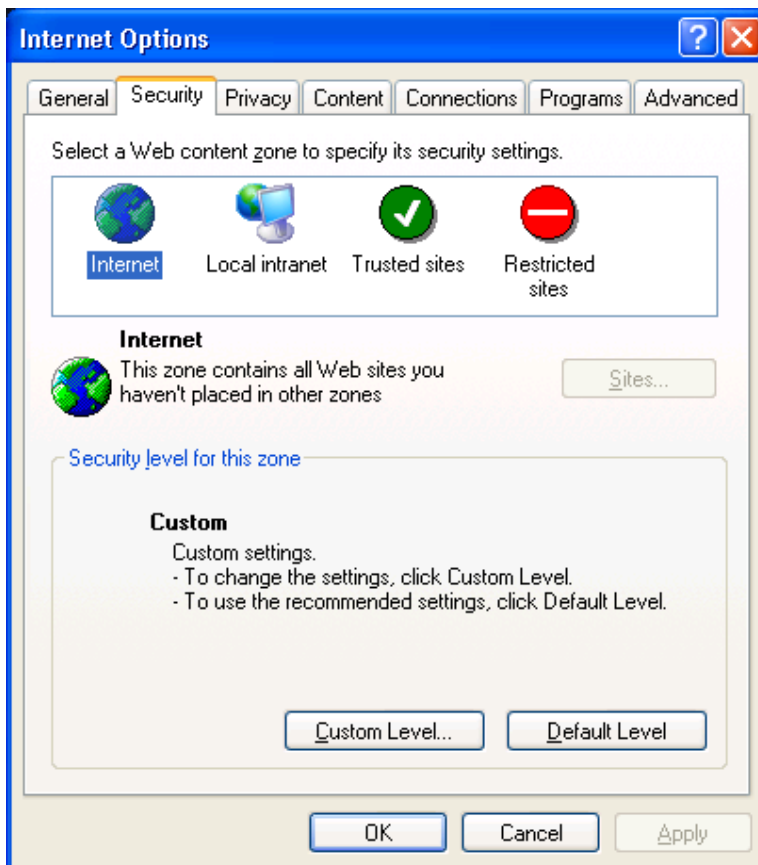 Internet Options
General Security Privacy Content Connections Programs Advanced
Select a Web content zone to specify its security settings.
Internet Local intranet Trusted sites Restricted
sites
Internet
This zone contains all Web sites you
haven't placed in other zones
Sites...
Security level for this zone
Custom
Custom settings.
- To change the settings, click Custom Level.
- To use the recommended settings, click Default Level.
Custom Level... Default Level
OK Cancel Apply